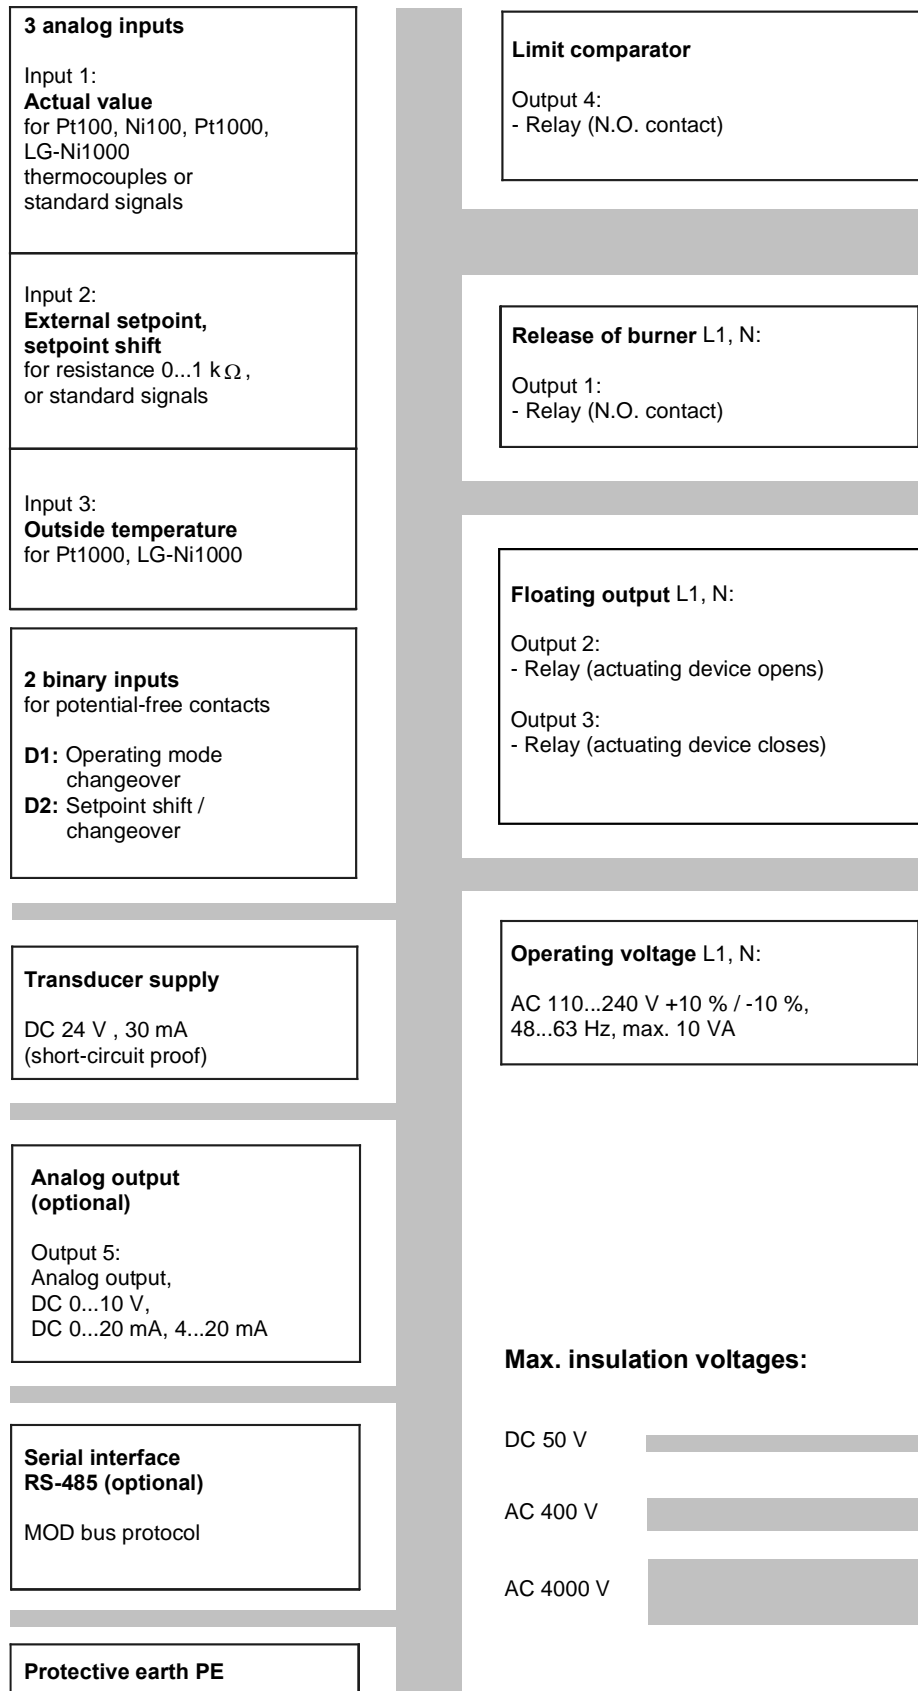 3 analog inputs
Input 1:
Actual value
for Pt100, Ni100, Pt1000,
LG-Ni1000
thermocouples or
standard signals
Input 2:
External setpoint,
setpoint shift
for resistance 0...1 kΩ,
or standard signals
Input 3:
Outside temperature
for Pt1000, LG-Ni1000
2 binary inputs
for potential-free contacts
D1: Operating mode
changeover
D2: Setpoint shift /
changeover
Transducer supply
DC 24 V , 30 mA
(short-circuit proof)
Analog output
(optional)
Output 5:
Analog output,
DC 0...10 V,
DC 0...20 mA, 4...20 mA
Serial interface
RS-485 (optional)
MOD bus protocol
Protective earth PE
Limit comparator
Output 4:
- Relay (N.O. contact)
Release of burner L1, N:
Output 1:
- Relay (N.O. contact)
Floating output L1, N:
Output 2:
- Relay (actuating device opens)
Output 3:
- Relay (actuating device closes)
Operating voltage L1, N:
AC 110...240 V +10 % / -10 %,
48...63 Hz, max. 10 VA
Max. insulation voltages:
DC 50 V
AC 400 V
AC 4000 V